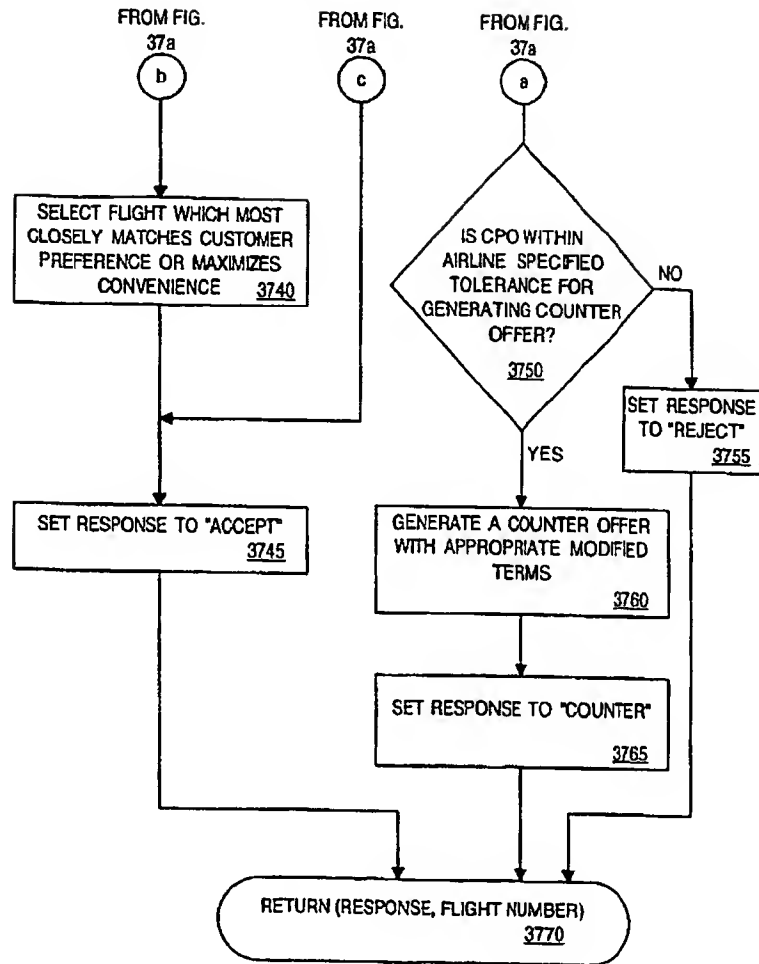 FROM FIG.
37a
b
FROM FIG.
37a
c
FROM FIG.
37a
a
SELECT FLIGHT WHICH MOST
CLOSELY MATCHES CUSTOMER
PREFERENCE OR MAXIMIZES
CONVENIENCE
3740
IS CPO WITHIN
AIRLINE SPECIFIED
TOLERANCE FOR
GENERATING COUNTER
OFFER?
3750
NO
SET RESPONSE
TO "REJECT"
3755
YES
SET RESPONSE TO "ACCEPT"
3745
GENERATE A COUNTER OFFER
WITH APPROPRIATE MODIFIED
TERMS
3760
SET RESPONSE TO "COUNTER"
3765
RETURN (RESPONSE, FLIGHT NUMBER)
3770